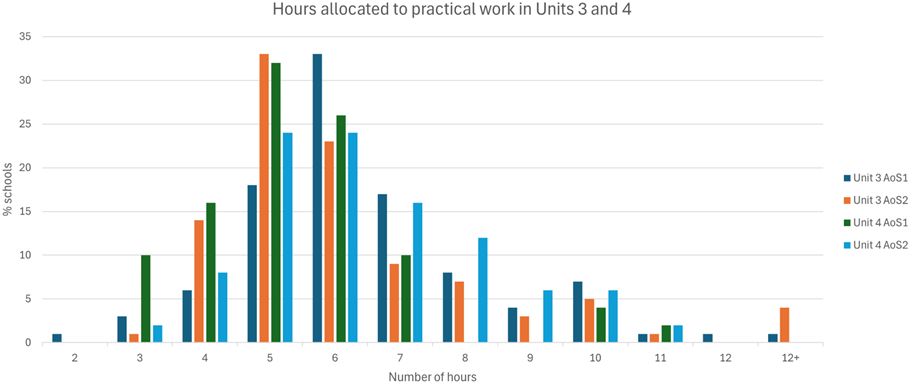 Hours allocated to practical work in Units 3 and 4
35
30
25
20
15
10
5
0
% schools
2 3 4 5 6 7 8 9 10 11 12 12+
Number of hours
Unit 3 AoS1
Unit 3 AoS2
Unit 4 AoS1
Unit 4 AoS2